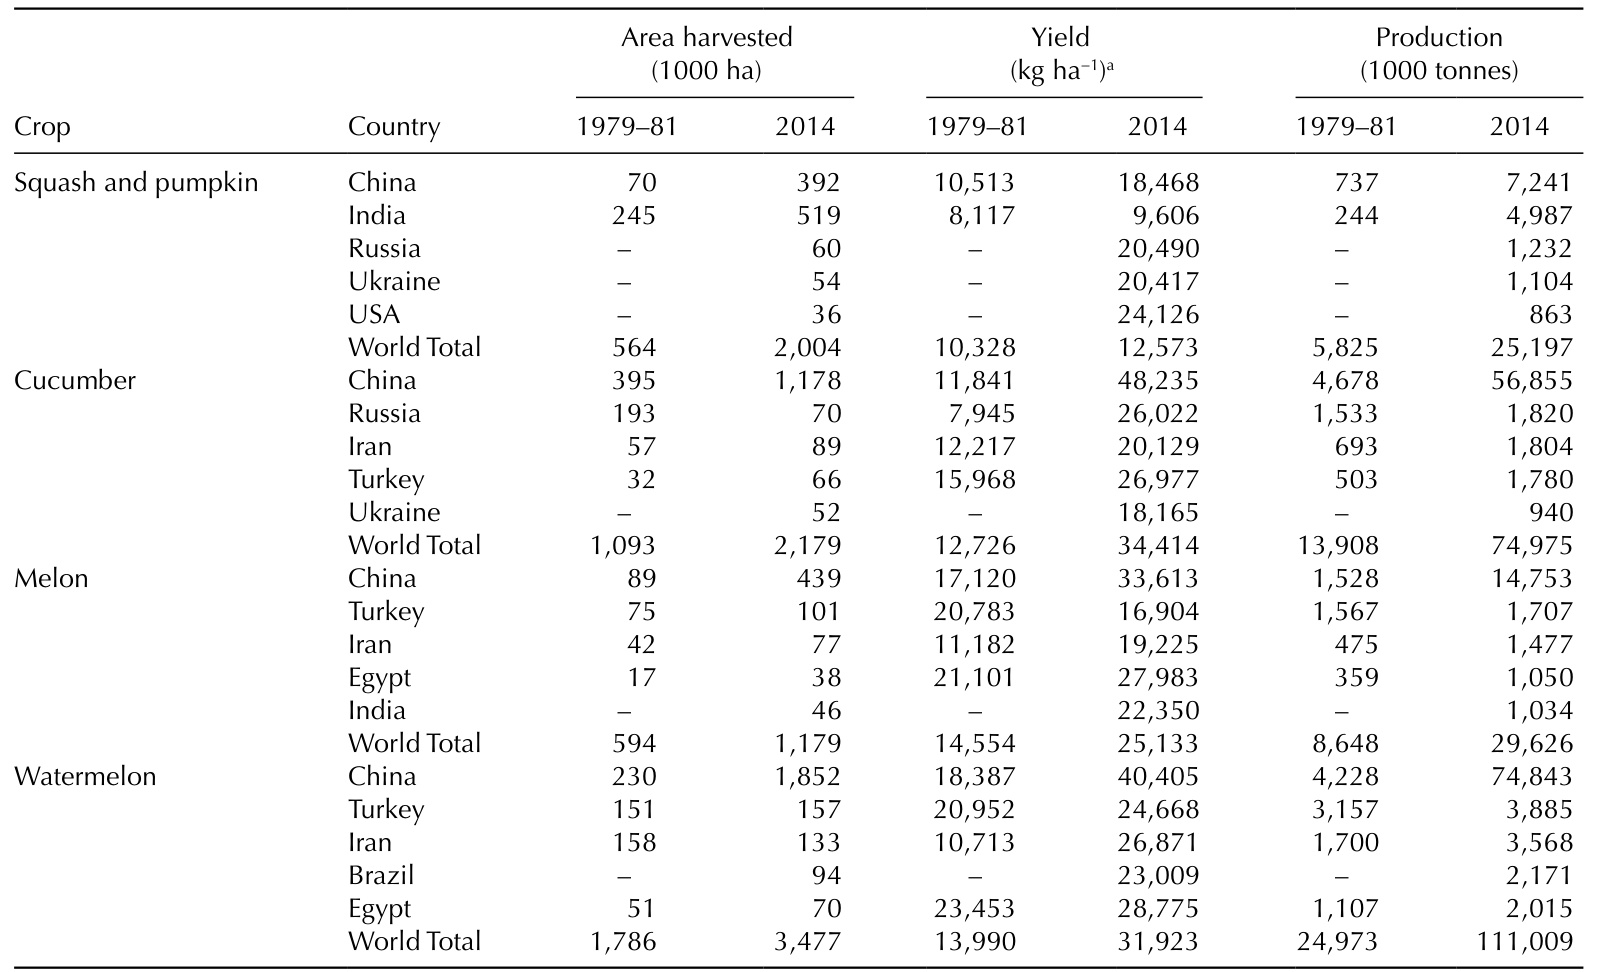 Area harvested Yield Production
(1000 ha) (kg ha–1)a (1000 tonnes)
Crop Country 1979–81 2014 1979–81 2014 1979–81 2014
Squash and pumpkin China 70 392 10,513 18,468 737 7,241
India 245 519 8,117 9,606 244 4,987
Russia – 60 – 20,490 – 1,232
Ukraine – 54 – 20,417 – 1,104
USA – 36 – 24,126 – 863
World Total 564 2,004 10,328 12,573 5,825 25,197
Cucumber China 395 1,178 11,841 48,235 4,678 56,855
Russia 193 70 7,945 26,022 1,533 1,820
Iran 57 89 12,217 20,129 693 1,804
Turkey 32 66 15,968 26,977 503 1,780
Ukraine – 52 – 18,165 – 940
World Total 1,093 2,179 12,726 34,414 13,908 74,975
Melon China 89 439 17,120 33,613 1,528 14,753
Turkey 75 101 20,783 16,904 1,567 1,707
Iran 42 77 11,182 19,225 475 1,477
Egypt 17 38 21,101 27,983 359 1,050
India – 46 – 22,350 – 1,034
World Total 594 1,179 14,554 25,133 8,648 29,626
Watermelon China 230 1,852 18,387 40,405 4,228 74,843
Turkey 151 157 20,952 24,668 3,157 3,885
Iran 158 133 10,713 26,871 1,700 3,568
Brazil – 94 – 23,009 – 2,171
Egypt 51 70 23,453 28,775 1,107 2,015
World Total 1,786 3,477 13,990 31,923 24,973 111,009